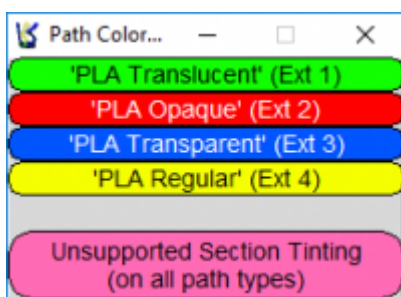 Path Color...
'PLA Translucent' (Ext 1)
'PLA Opaque' (Ext 2)
'PLA Transparent' (Ext 3)
'PLA Regular' (Ext 4)
Unsupported Section Tinting
(on all path types)